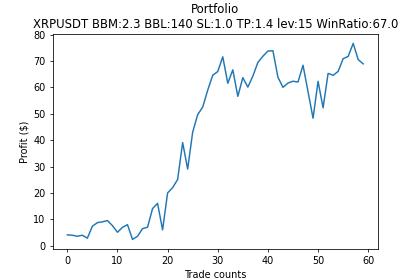 Portfolio
XRPUSDT BBM:2.3 BBL:140 SL:1.0 TP:1.4 lev:15 WinRatio:67.0
80
70
60
50
40
30
20
10
0
Profit ($)
0 10 20 30 40 50 60
Trade counts